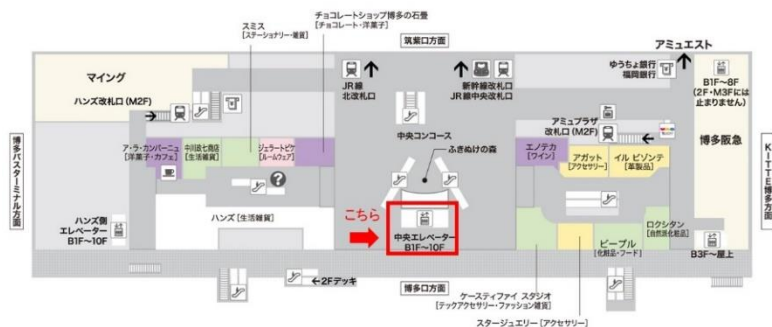 チョコレートショップ博多の石畳
[チョコレート・洋菓子]
スミス
[ステーショナリー・雑貨]
筑紫口方面
アミュエスト
マイング
ハンズ改札口 (M2F)
JR線
北改札口
新幹線改札口
JR線中央改札口
ゆうちょ銀行
福岡銀行
B1F～8F
(2F・M3Fには
止まりません)
中央コンコース
アミュプラザ
改札口 (M2F)
博多阪急
ふきぬけの森
ア・ラ・カンパーニュ
[洋菓子・カフェ]
中川政七商店
[生活雑貨]
ジェラートピケ
[ルームウェア]
エノテカ
[ワイン]
アガット
[アクセサリー]
イル ビゾンテ
[革製品]
博多バスターミナル方面
KITTE博多方面
?
ハンズ [生活雑貨]
こちら
ハンズ側
エレベーター
B1F～10F
中央エレベーター
B1F～10F
ロクシタン
[自然派化粧品]
ビープル
[化粧品・フード]
B3F～屋上
←2Fデッキ
博多口方面
ケースティファイ スタジオ
[テックアクセサリー・ファッション雑貨]
スタージュエリー [アクセサリー]